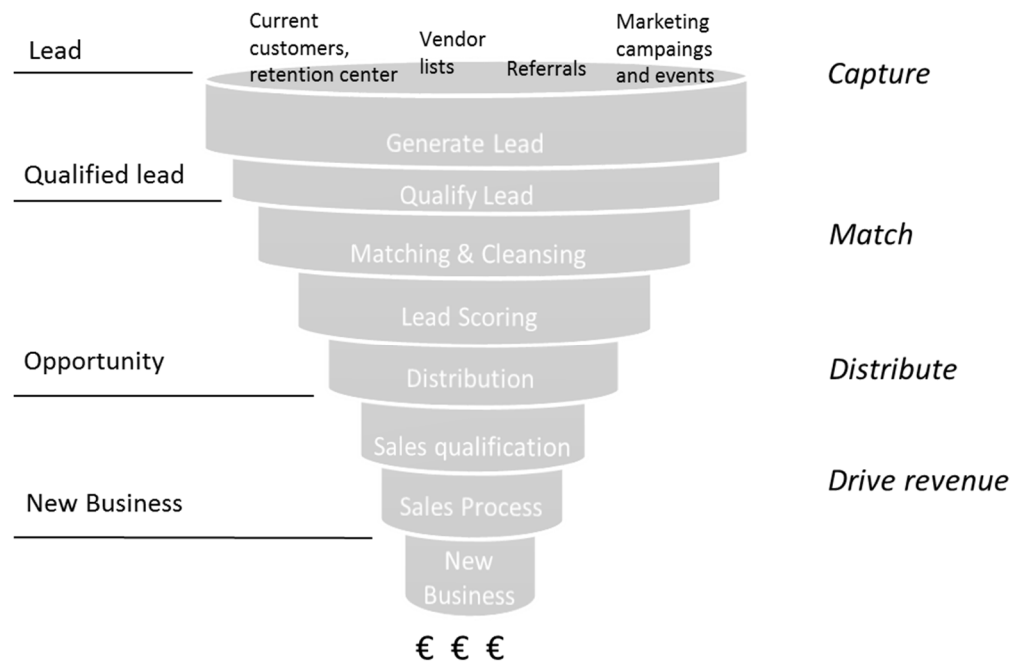 Lead
Current
customers,
retention center
Vendor
lists
Referrals
Marketing
campaings
and events
Capture
Generate Lead
Qualified lead
Qualify Lead
Match
Matching & Cleansing
Lead Scoring
Opportunity
Distribute
Distribution
Sales qualification
Drive revenue
New Business
Sales Process
New
Business
€ € €